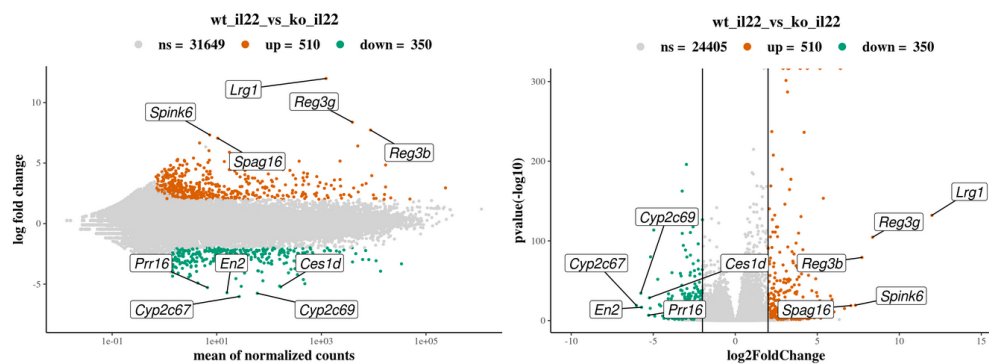 wt_il22_vs_ko_il22
ns = 31649 up = 510 down = 350
log fold change
10
5
0
-5
Lrg1
Reg3g
Spink6
Reg3b
Spag16
Prr16
En2
Ces1d
Cyp2c67
Cyp2c69
1e-01
1e+01
1e+03
1e+05
mean of normalized counts
wt_il22_vs_ko_il22
ns = 24405 up = 510 down = 350
pvalue(-log10)
300
200
100
0
Lrg1
Reg3g
Cyp2c69
Cyp2c67
Ces1d
Reg3b
Spink6
En2
Prr16
Spag16
-10
-5
0
5
10
15
log2FoldChange